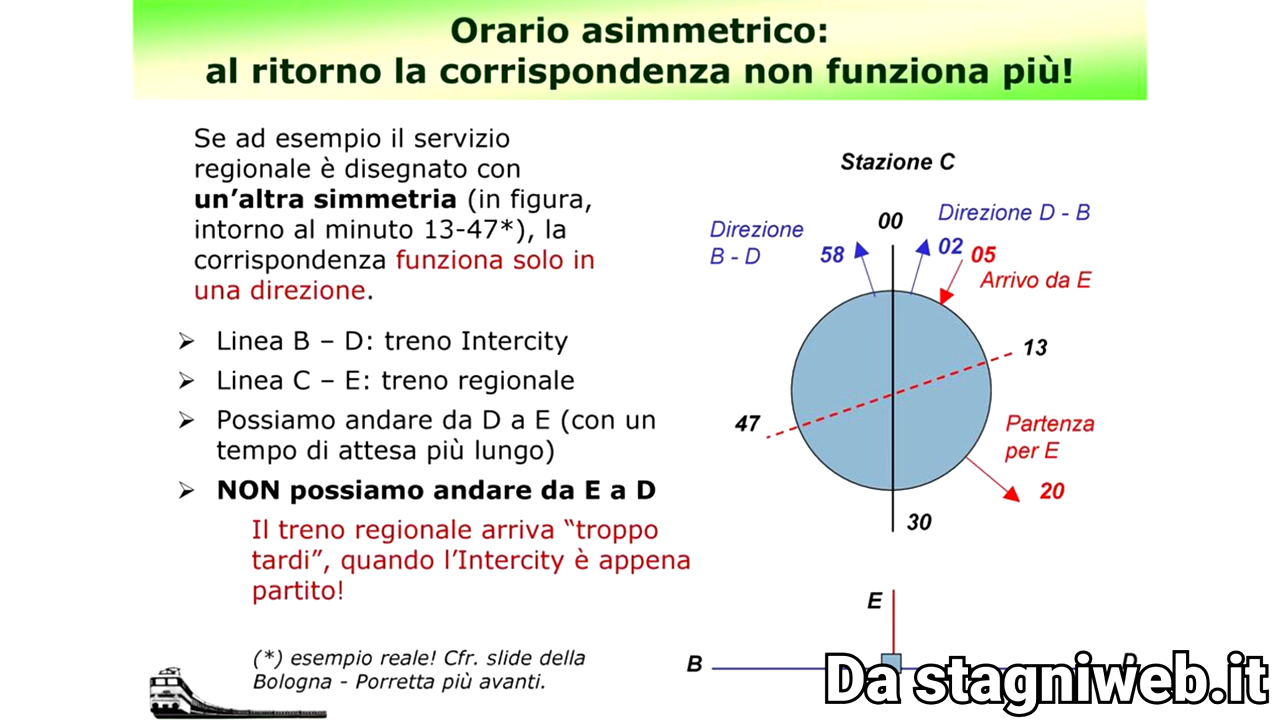 Orario asimmetrico:
al ritorno la corrispondenza non funziona più!
Se ad esempio il servizio
regionale è disegnato con
un’altra simmetria (in figura,
intorno al minuto 13-47*), la
corrispondenza funziona solo in
una direzione.
➢ Linea B – D: treno Intercity
➢ Linea C – E: treno regionale
➢ Possiamo andare da D a E (con un
tempo di attesa più lungo)
➢ NON possiamo andare da E a D
Il treno regionale arriva “troppo
tardi”, quando l’Intercity è appena
partito!
(*) esempio reale! Cfr. slide della
Bologna - Porretta più avanti.
Stazione C
00
Direzione D - B
Direzione
B - D
58
02
05
Arrivo da E
13
47
Partenza
per E
20
30
E
B
Da stagniweb.it